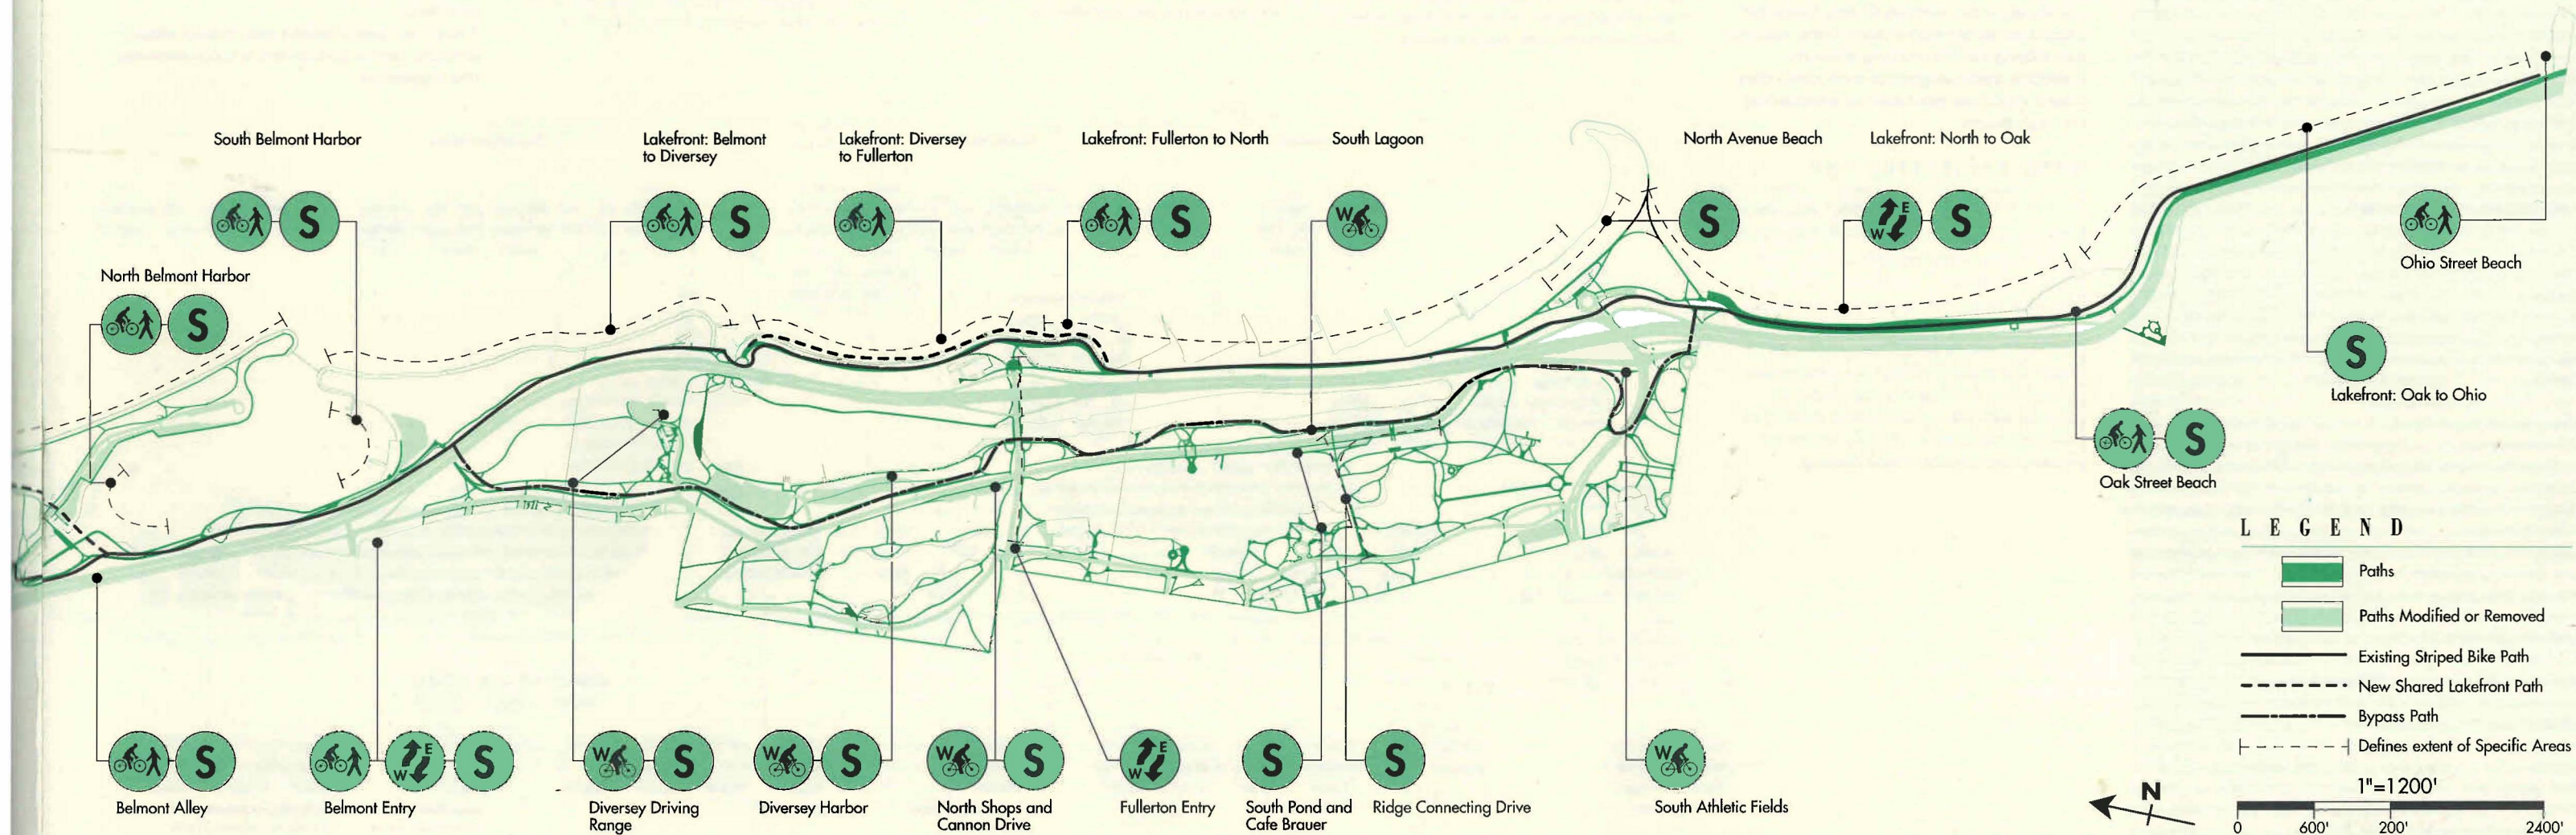 South Belmont Harbor
S
North Belmont Harbor
S
Lakefront: Belmont
to Diversey
S
Lakefront: Diversey
to Fullerton
Lakefront: Fullerton to North
S
South Lagoon
W
North Avenue Beach
S
Lakefront: North to Oak
E
W
S
Ohio Street Beach
S
Lakefront: Oak to Ohio
S
Oak Street Beach
S
Belmont Alley
E
W
S
Belmont Entry
W
S
Diversey Driving
Range
W
S
Diversey Harbor
W
S
North Shops and
Cannon Drive
E
W
Fullerton Entry
S
South Pond and
Cafe Brauer
S
Ridge Connecting Drive
W
South Athletic Fields
LEGEND
Paths
Paths Modified or Removed
Existing Striped Bike Path
New Shared Lakefront Path
Bypass Path
Defines extent of Specific Areas
N
1"=1200'
0 600' 200' 2400'